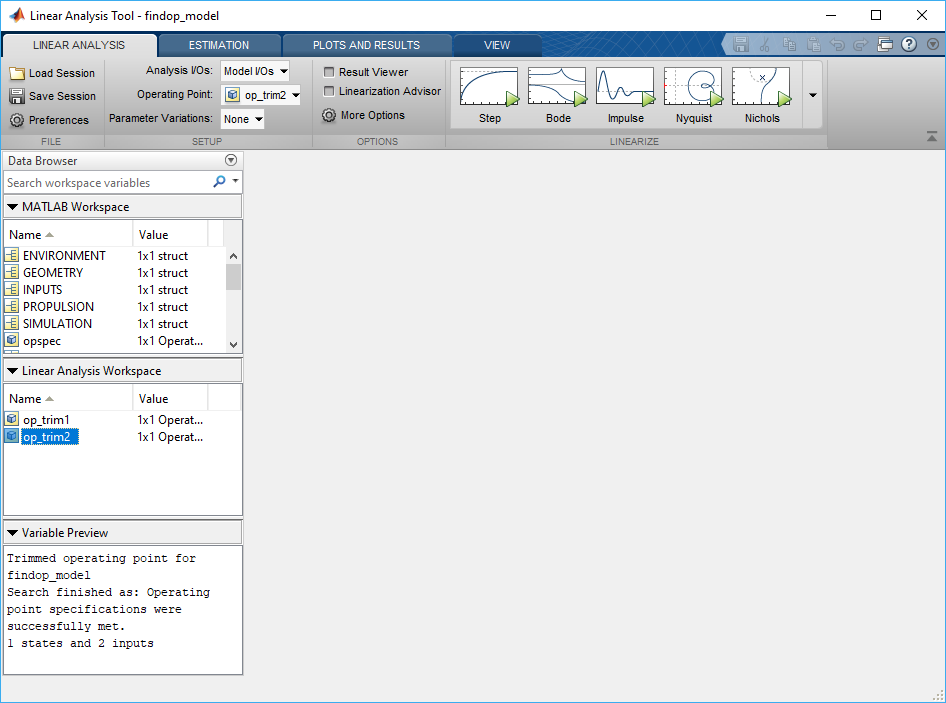 Linear Analysis Tool - findop_model
LINEAR ANALYSIS ESTIMATION PLOTS AND RESULTS VIEW
Load Session
Save Session
Preferences
FILE
Analysis I/Os: Model I/Os
Operating Point: op_trim2
Parameter Variations: None
SETUP
Result Viewer
Linearization Advisor
More Options
OPTIONS
Step Bode Impulse Nyquist Nichols
LINEARIZE
Data Browser
Search workspace variables
MATLAB Workspace
Name Value
ENVIRONMENT 1x1 struct
GEOMETRY 1x1 struct
INPUTS 1x1 struct
PROPULSION 1x1 struct
SIMULATION 1x1 struct
opspec 1x1 Operat...
Linear Analysis Workspace
Name Value
op_trim1 1x1 Operat...
op_trim2 1x1 Operat...
Variable Preview
Trimmed operating point for
findop_model
Search finished as: Operating
point specifications were
successfully met.
1 states and 2 inputs